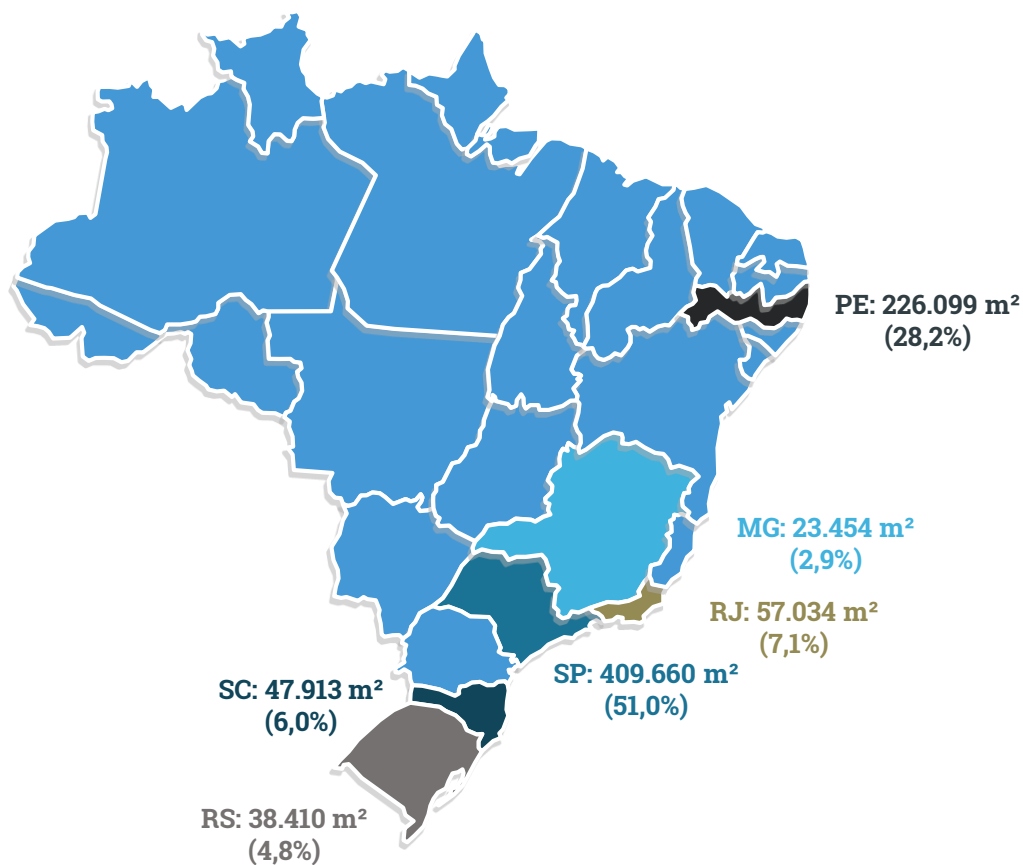 PE: 226.099 m²
(28,2%)
MG: 23.454 m²
(2,9%)
RJ: 57.034 m²
(7,1%)
SP: 409.660 m²
(51,0%)
SC: 47.913 m²
(6,0%)
RS: 38.410 m²
(4,8%)